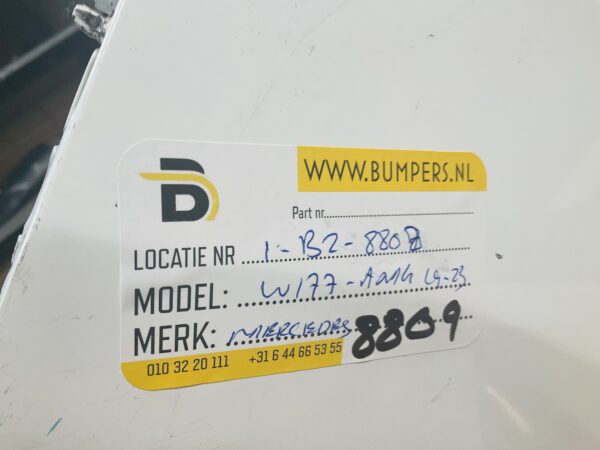 WWW.BUMPERS.NL
D
Part nr
LOCATIE NR 1-B2-880
MODEL: W177-AMG 19-23
MERK: MERCEDES 8809
010 32 20 111 +31 6 44 66 53 55